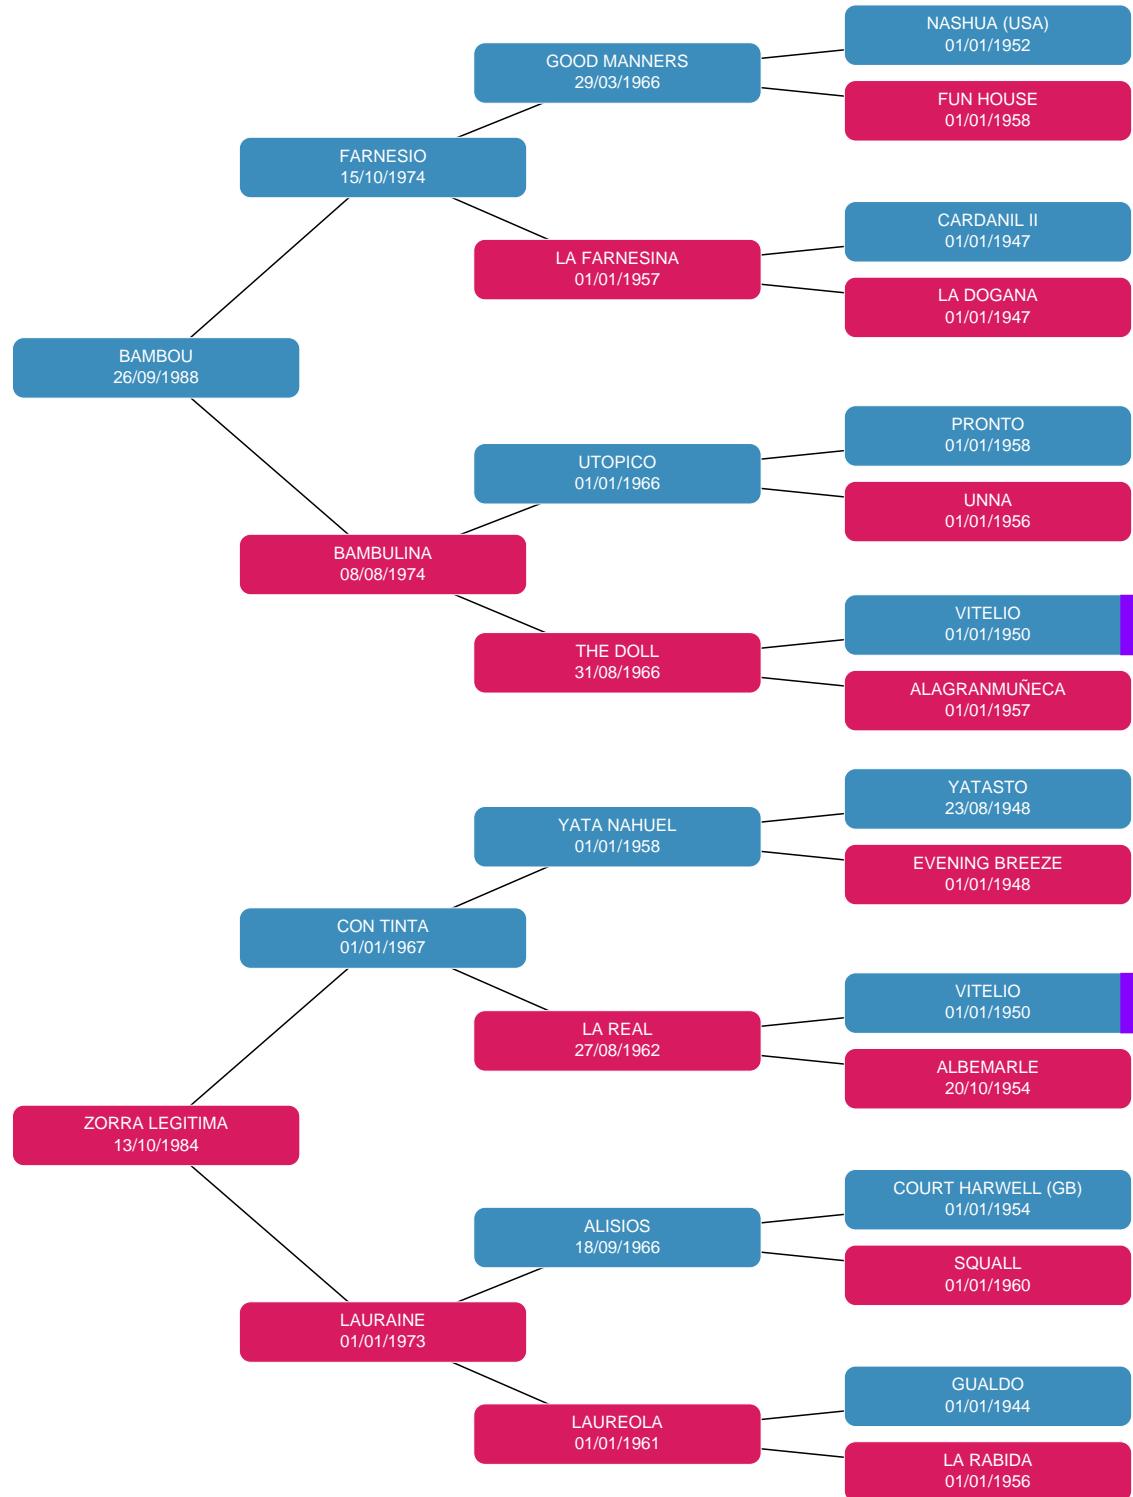 NASHUA (USA)
01/01/1952
GOOD MANNERS
29/03/1966
FUN HOUSE
01/01/1958
FARNESIO
15/10/1974
CARDANIL II
01/01/1947
LA FARNESINA
01/01/1957
LA DOGANA
01/01/1947
BAMBOU
26/09/1988
PRONTO
01/01/1958
UTOPICO
01/01/1966
UNNA
01/01/1956
BAMBULINA
08/08/1974
VITELIO
01/01/1950
THE DOLL
31/08/1966
ALAGRANMUÑECA
01/01/1957
YATASTO
23/08/1948
YATA NAHUEL
01/01/1958
EVENING BREEZE
01/01/1948
CON TINTA
01/01/1967
VITELIO
01/01/1950
LA REAL
27/08/1962
ALBEMARLE
20/10/1954
ZORRA LEGITIMA
13/10/1984
COURT HARWELL (GB)
01/01/1954
ALISIOS
18/09/1966
SQUALL
01/01/1960
LAURAINE
01/01/1973
GUALDO
01/01/1944
LAUREOLA
01/01/1961
LA RABIDA
01/01/1956